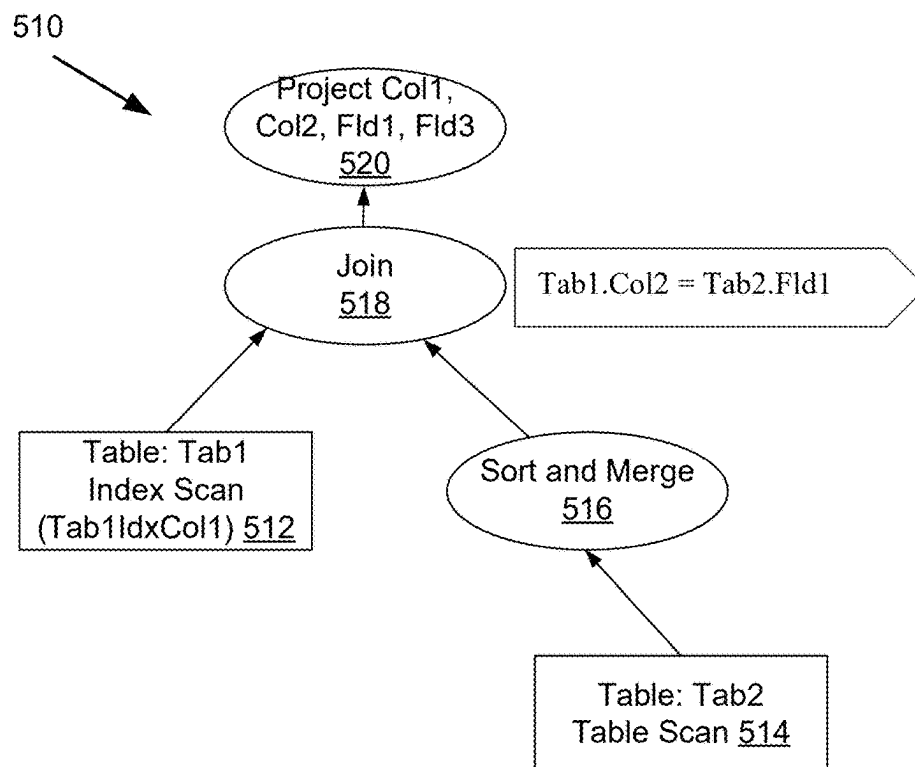 510
Project Col1,
Col2, Fld1, Fld3
520
Join
518
Tab1.Col2 = Tab2.Fld1
Table: Tab1
Index Scan
(Tab1IdxCol1) 512
Sort and Merge
516
Table: Tab2
Table Scan 514